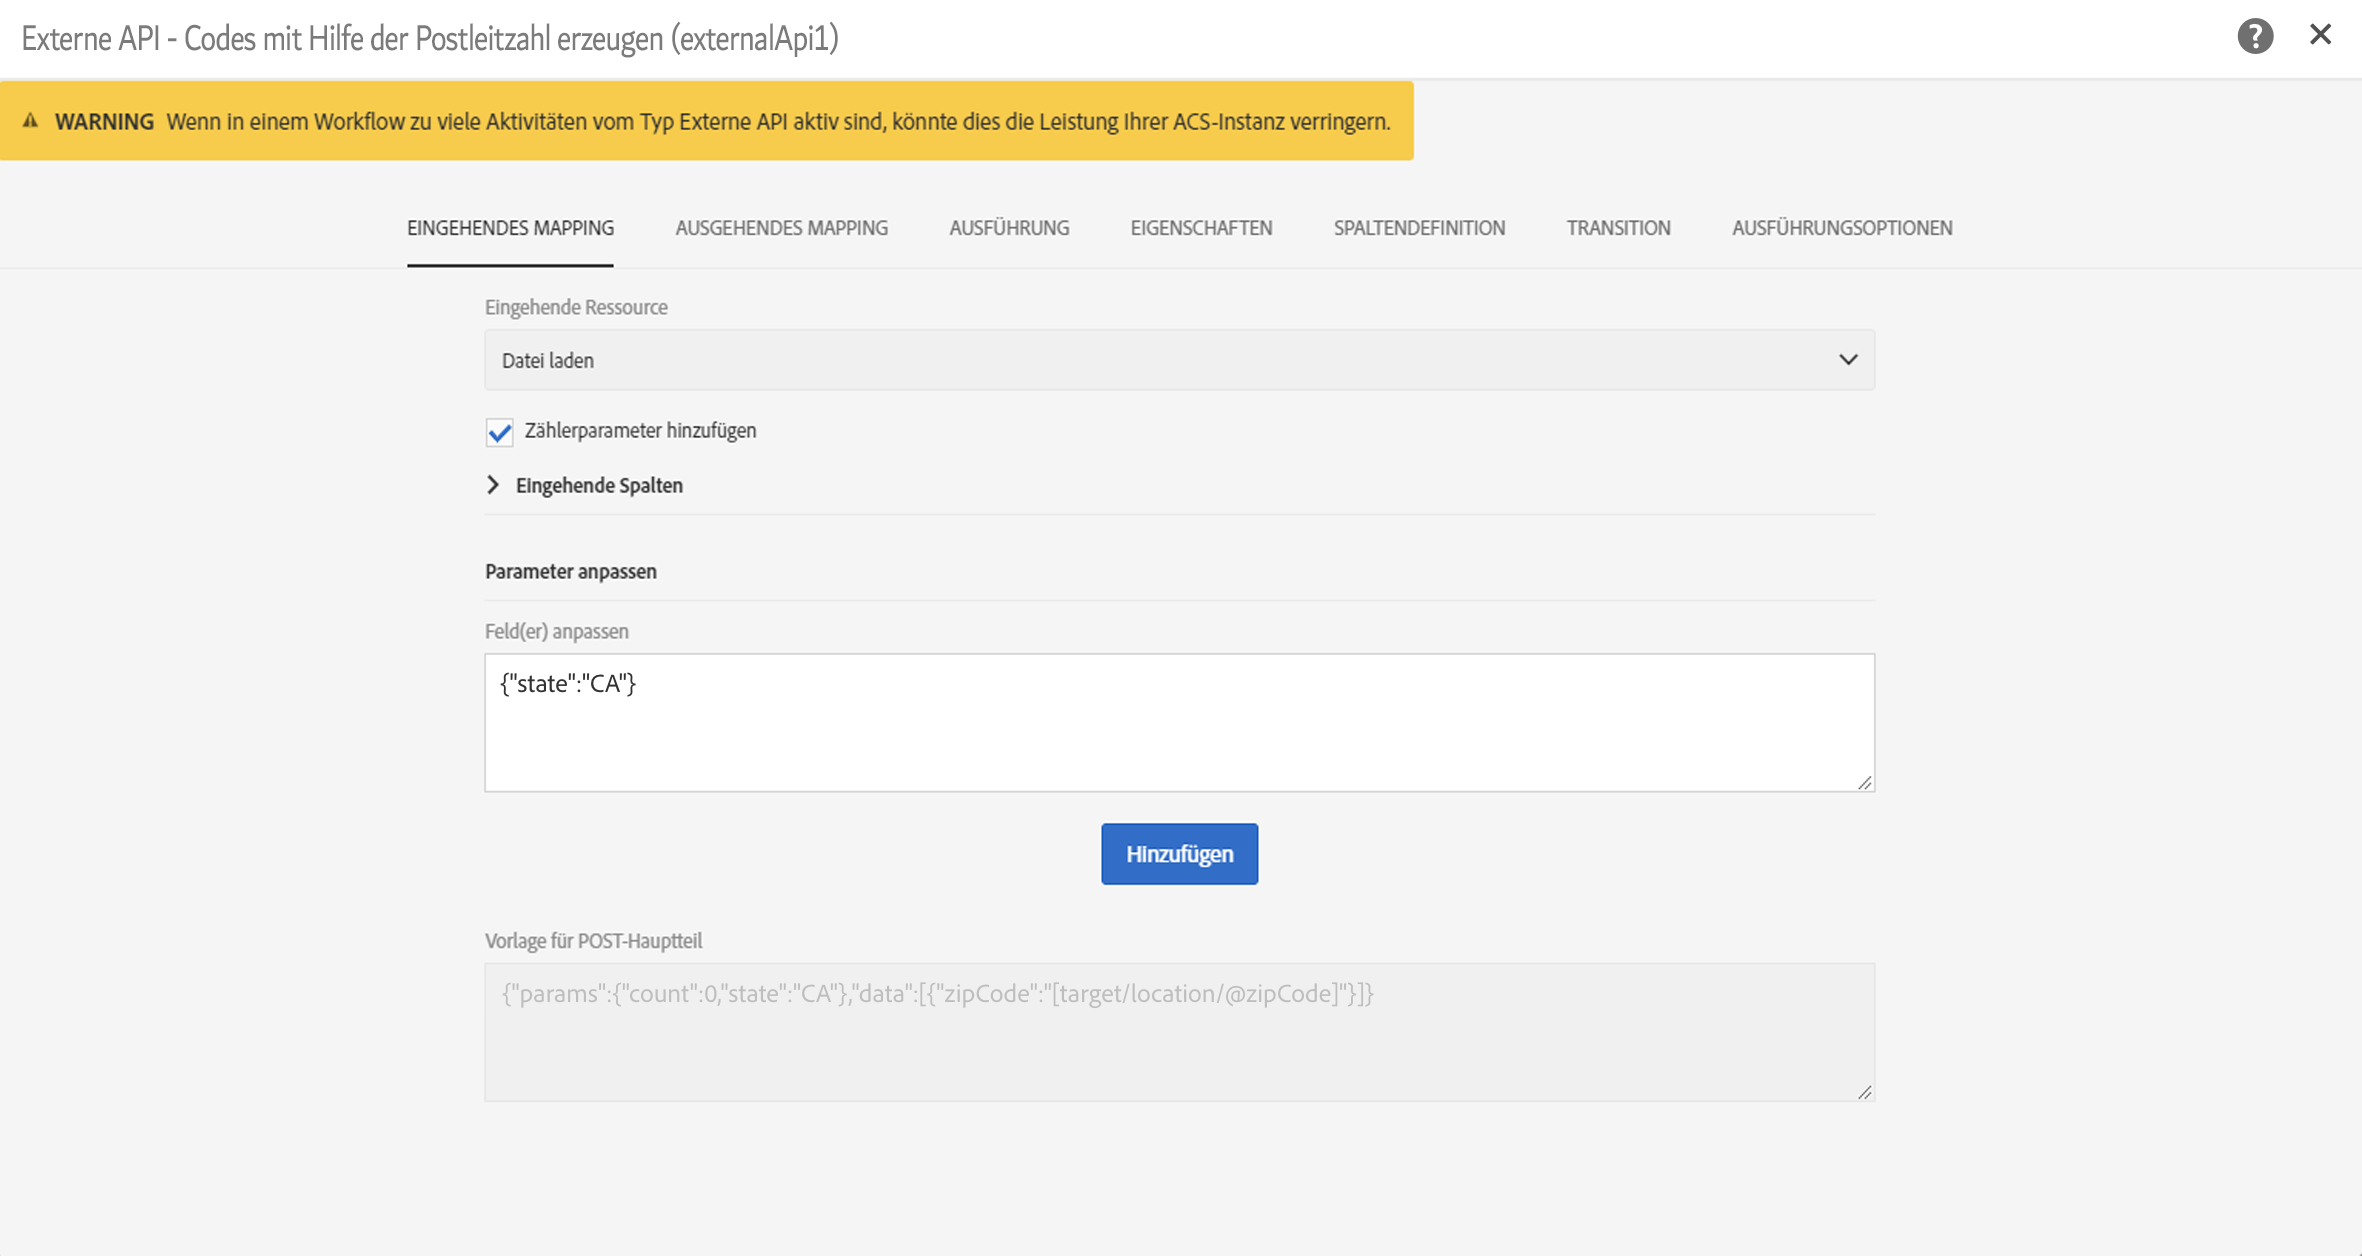 Externe API - Codes mit Hilfe der Postleitzahl erzeugen (externalApi1)
?
WARNING Wenn in einem Workflow zu viele Aktivitäten vom Typ Externe API aktiv sind, könnte dies die Leistung Ihrer ACS-Instanz verringern.
EINGEHENDES MAPPING AUSGEHENDES MAPPING AUSFÜHRUNG EIGENSCHAFTEN SPALTENDEFINITION TRANSITION AUSFÜHRUNGSOPTIONEN
Eingehende Ressource
Datei laden
Zählerparameter hinzufügen
Eingehende Spalten
Parameter anpassen
Feld(er) anpassen
{"state":"CA"}
Hinzufügen
Vorlage für POST-Hauptteil
{"params":{"count":0,"state":"CA"},"data":[{"zipCode":"[target/location/@zipCode]"}]}